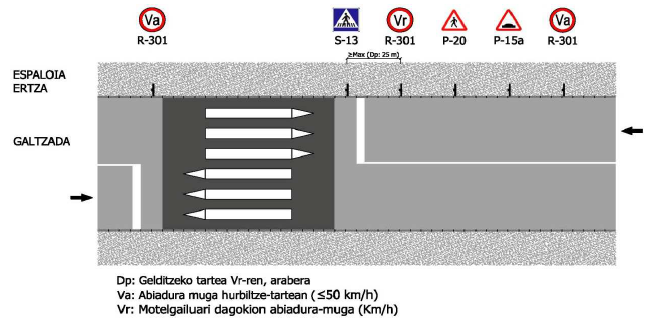 Va Vr Va
R-301 S-13 R-301 P-20 P-15a R-301
≥Max (Dp: 25 m)
ESPALOIA
ERTZA
GALTZADA
Dp: Gelditzeko tartea Vr-ren, arabera
Va: Abiadura muga hurbiltze-tartean (≤50 km/h)
Vr: Motelgailuari dagokion abiadura-muga (Km/h)